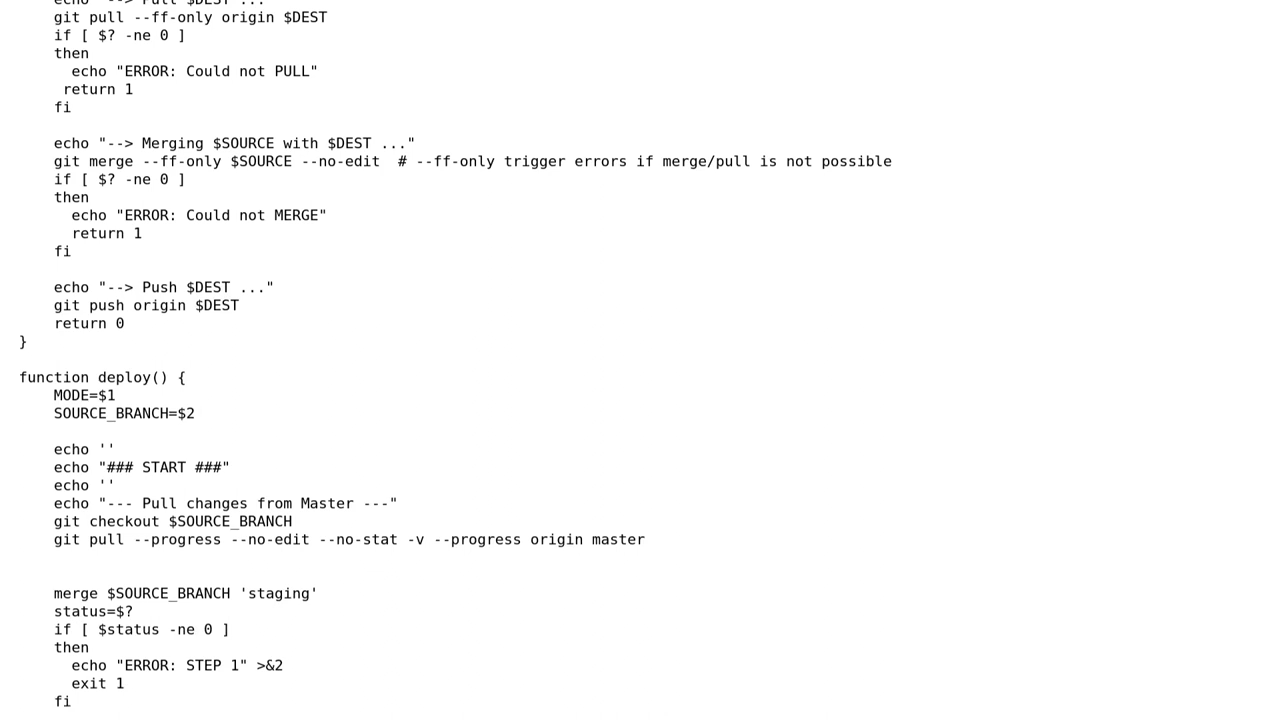 echo "--> Pull $DEST ..."
git pull --ff-only origin $DEST
if [ $? -ne 0 ]
then
echo "ERROR: Could not PULL"
return 1
fi
echo "--> Merging $SOURCE with $DEST ..."
git merge --ff-only $SOURCE --no-edit  # --ff-only trigger errors if merge/pull is not possible
if [ $? -ne 0 ]
then
echo "ERROR: Could not MERGE"
return 1
fi
echo "--> Push $DEST ..."
git push origin $DEST
return 0
}
function deploy() {
MODE=$1
SOURCE_BRANCH=$2
echo ''
echo "### START ###"
echo ''
echo "--- Pull changes from Master ---"
git checkout $SOURCE_BRANCH
git pull --progress --no-edit --no-stat -v --progress origin master
merge $SOURCE_BRANCH 'staging'
status=$?
if [ $status -ne 0 ]
then
echo "ERROR: STEP 1" >&2
exit 1
fi